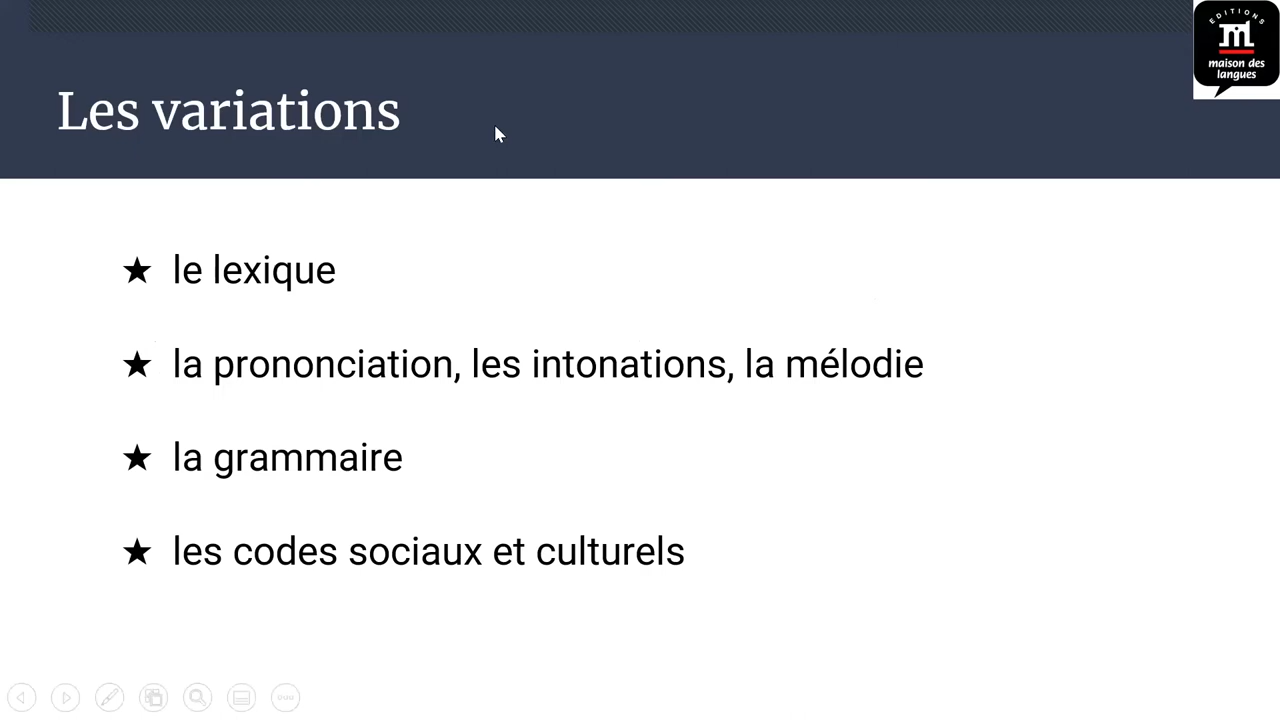 EDITIONS
maison des
langues
Les variations
★ le lexique
★ la prononciation, les intonations, la mélodie
★ la grammaire
★ les codes sociaux et culturels